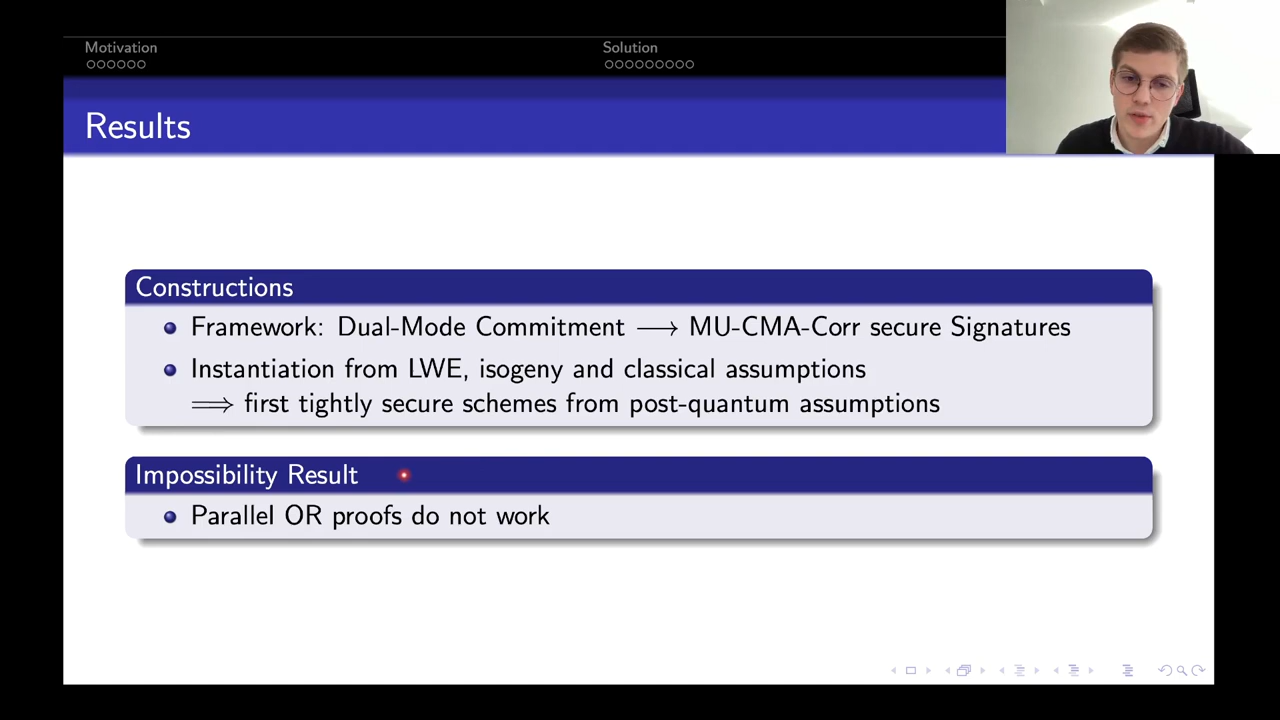 Motivation
Solution
Results
Constructions
Framework: Dual-Mode Commitment ⟶ MU-CMA-Corr secure Signatures
Instantiation from LWE, isogeny and classical assumptions
⟹ first tightly secure schemes from post-quantum assumptions
Impossibility Result
Parallel OR proofs do not work